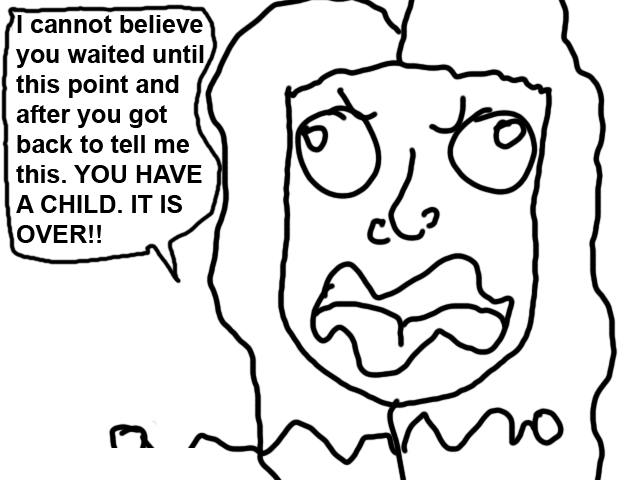 I cannot believe
you waited until
this point and
after you got
back to tell me
this. YOU HAVE
A CHILD. IT IS
OVER!!